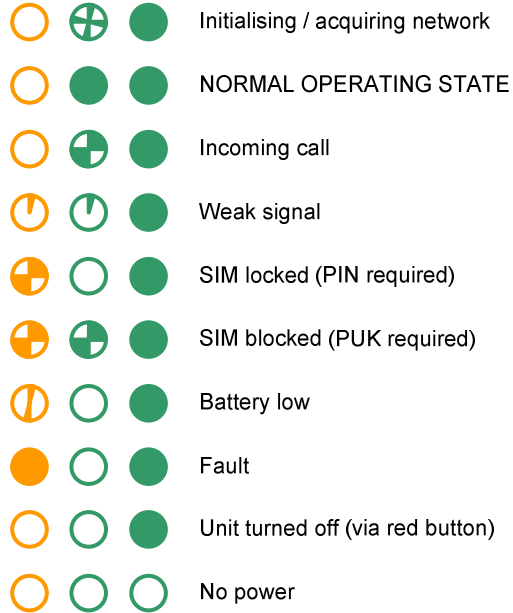 Initialising / acquiring network
NORMAL OPERATING STATE
Incoming call
Weak signal
SIM locked (PIN required)
SIM blocked (PUK required)
Battery low
Fault
Unit turned off (via red button)
No power